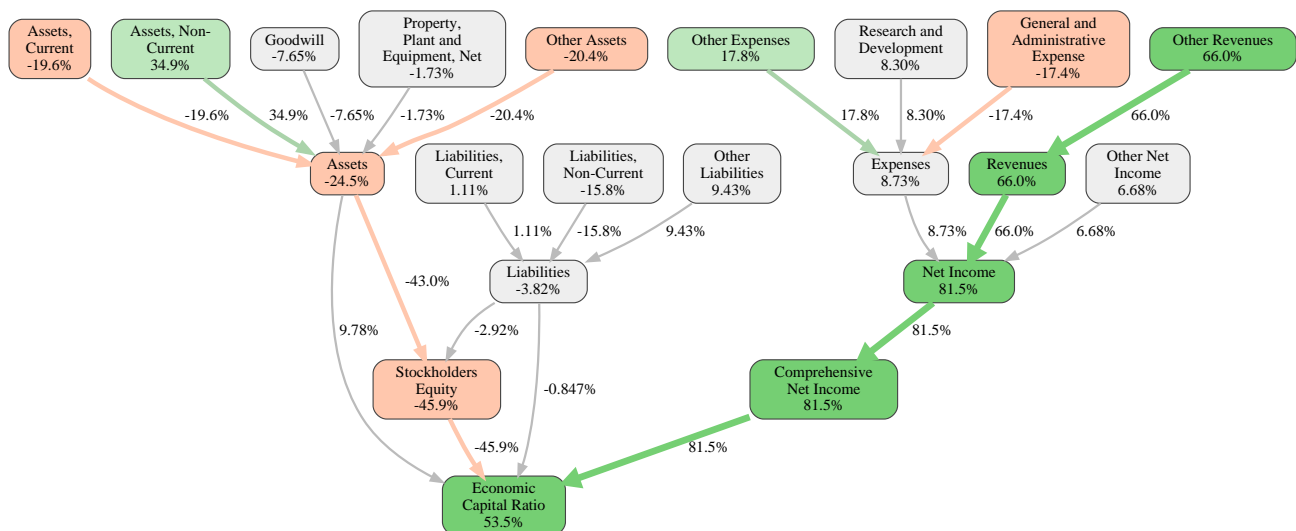 Assets,
Current
-19.6%
Assets, Non-
Current
34.9%
Goodwill
-7.65%
Property,
Plant and
Equipment, Net
-1.73%
Other Assets
-20.4%
Other Expenses
17.8%
Research and
Development
8.30%
General and
Administrative
Expense
-17.4%
Other Revenues
66.0%
-19.6%
34.9%
-7.65%
-1.73%
-20.4%
17.8%
8.30%
-17.4%
66.0%
Assets
-24.5%
Liabilities,
Current
1.11%
Liabilities,
Non-Current
-15.8%
Other
Liabilities
9.43%
Expenses
8.73%
Revenues
66.0%
Other Net
Income
6.68%
1.11%
-15.8%
9.43%
8.73%
66.0%
6.68%
-43.0%
Liabilities
-3.82%
Net Income
81.5%
9.78%
-2.92%
81.5%
Stockholders
Equity
-45.9%
-0.847%
Comprehensive
Net Income
81.5%
-45.9%
81.5%
Economic
Capital Ratio
53.5%